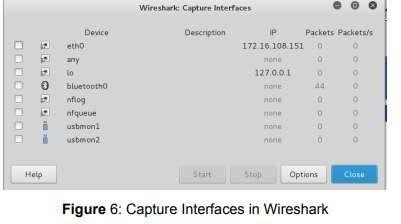 Wireshark: Capture Interfaces
Device Description IP Packets Packets/s
eth0 172.16.108.151 0 0
any none 0 0
lo 127.0.0.1 0 0
bluetooth0 none 44 0
nflog none 0 0
nfqueue none 0 0
usbmon1 none 0 0
usbmon2 none 0 0
Help Start Stop Options Close
Figure 6: Capture Interfaces in Wireshark